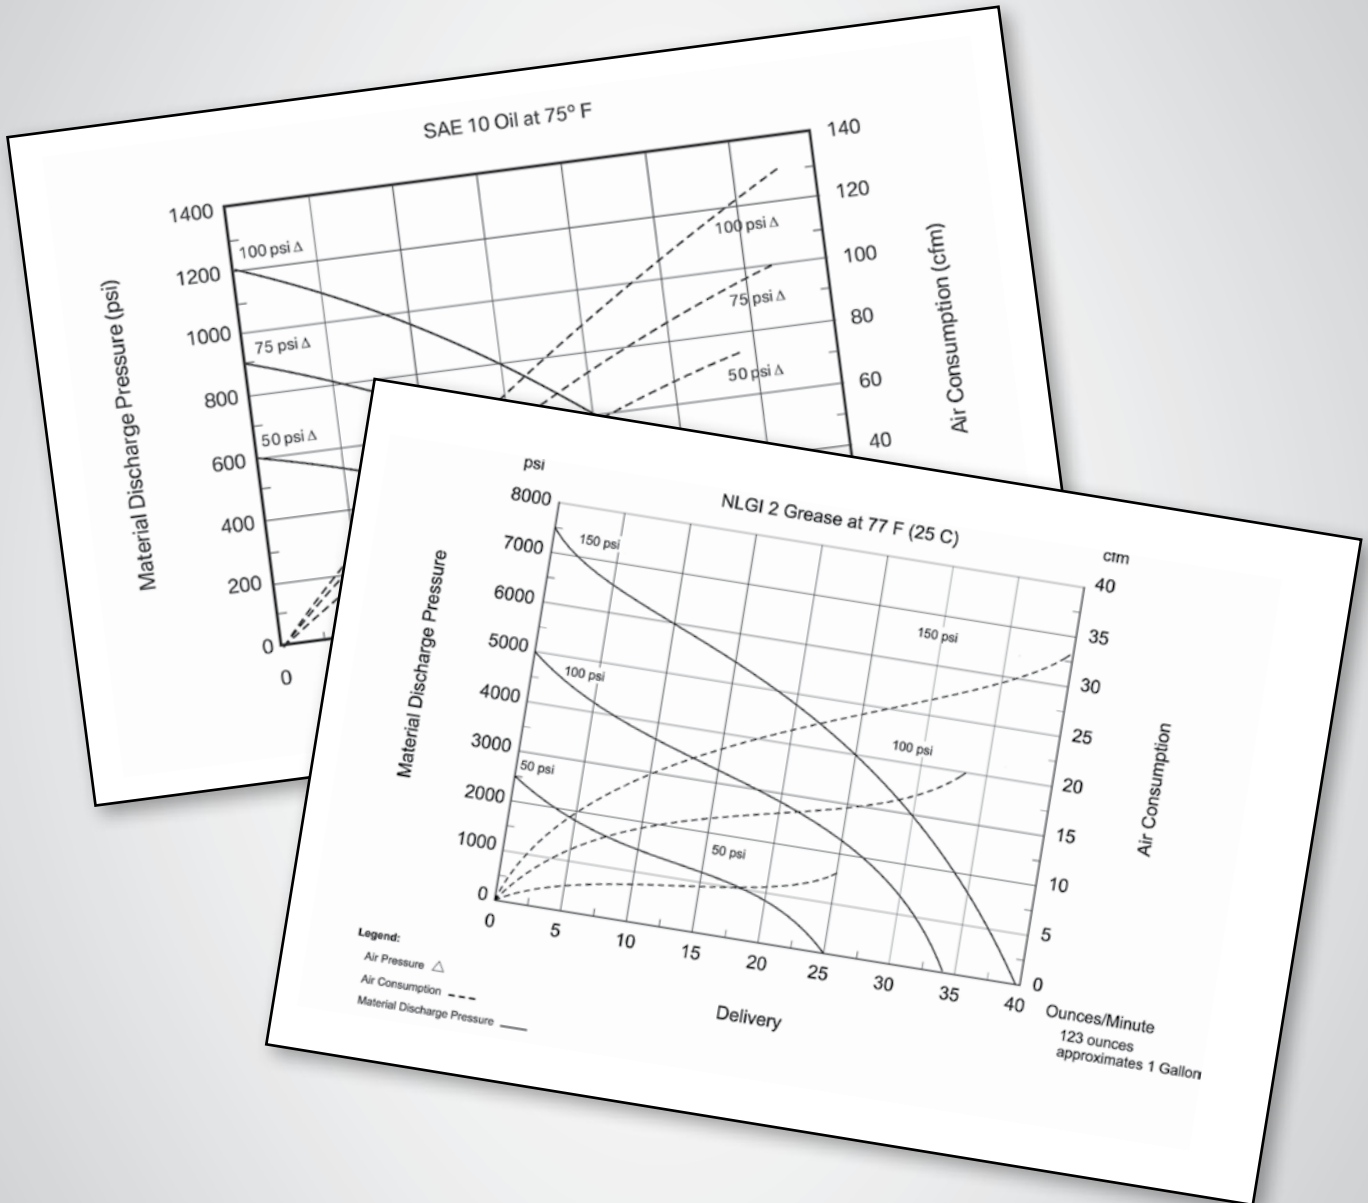 SAE 10 Oil at 75° F
Material Discharge Pressure (psi)
1400
1200
1000
800
600
400
200
0
0
100 psi Δ
75 psi Δ
50 psi Δ
100 psi Δ
75 psi Δ
50 psi Δ
140
120
100
80
60
40
Air Consumption (cfm)
NLGI 2 Grease at 77 F (25 C)
psi
8000
7000
6000
5000
4000
3000
2000
1000
0
Material Discharge Pressure
150 psi
100 psi
50 psi
150 psi
100 psi
50 psi
cfm
40
35
30
25
20
15
10
5
0
Air Consumption
0 5 10 15 20 25 30 35 40
Delivery
Ounces/Minute
123 ounces
approximates 1 Gallon
Legend:
Air Pressure △
Air Consumption ---
Material Discharge Pressure —